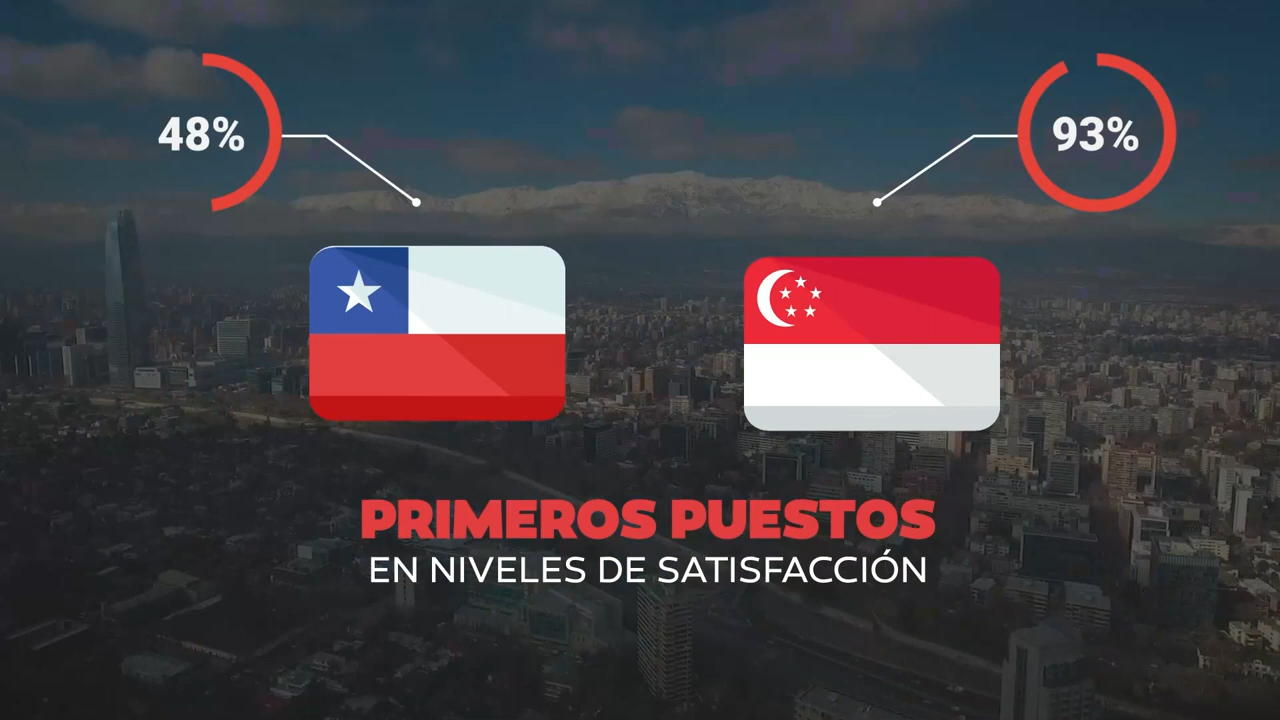 48%
93%
PRIMEROS PUESTOS
EN NIVELES DE SATISFACCIÓN